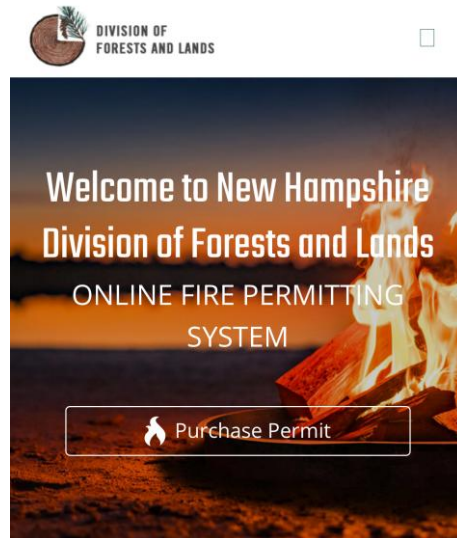 DIVISION OF
FORESTS AND LANDS
Welcome to New Hampshire
Division of Forests and Lands
ONLINE FIRE PERMITTING
SYSTEM
Purchase Permit